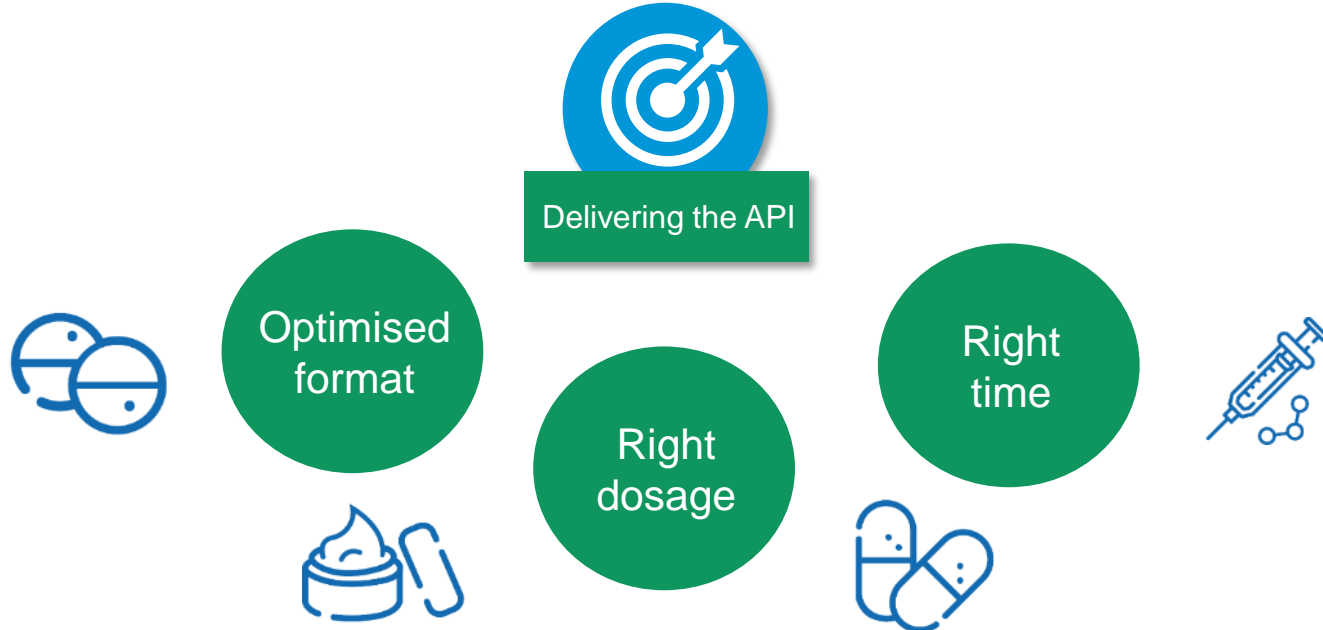 Delivering the API
Optimised
format
Right
dosage
Right
time